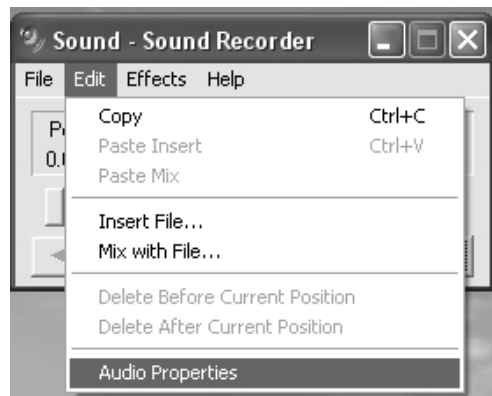 Sound - Sound Recorder
File Edit Effects Help
Copy Ctrl+C
Paste Insert Ctrl+V
Paste Mix
Insert File...
Mix with File...
Delete Before Current Position
Delete After Current Position
Audio Properties